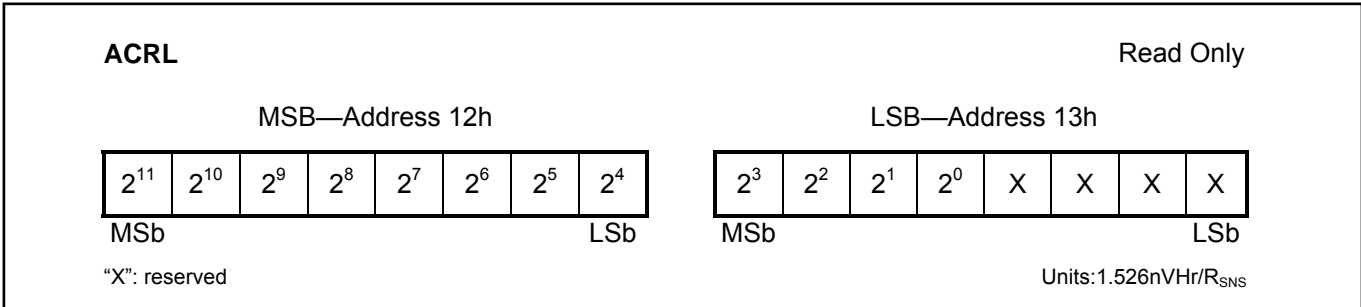 ACRL Read Only
MSB—Address 12h LSB—Address 13h
2¹¹ 2¹⁰ 2⁹ 2⁸ 2⁷ 2⁶ 2⁵ 2⁴ 2³ 2² 2¹ 2⁰ X X X X
MSb LSb MSb LSb
“X”: reserved Units:1.526nVHr/RSNS